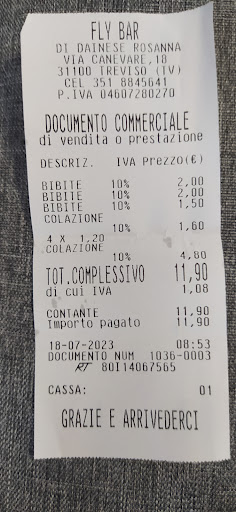 FLY BAR
DI DAINESE ROSANNA
VIA CANEVARE,18
31100 TREVISO (TV)
CEL 351 8845641
P.IVA 04607280270
DOCUMENTO COMMERCIALE
di vendita o prestazione
DESCRIZ. IVA Prezzo(€)
BIBITE 10% 2,00
BIBITE 10% 2,00
BIBITE 10% 1,50
COLAZIONE
10% 1,60
4 X 1,20
COLAZIONE
10% 4,80
TOT.COMPLESSIVO 11,90
di cui IVA 1,08
CONTANTE 11,90
Importo pagato 11,90
18-07-2023 08:53
DOCUMENTO NUM 1036-0003
RT 80I14067565
CASSA: 01
GRAZIE E ARRIVEDERCI